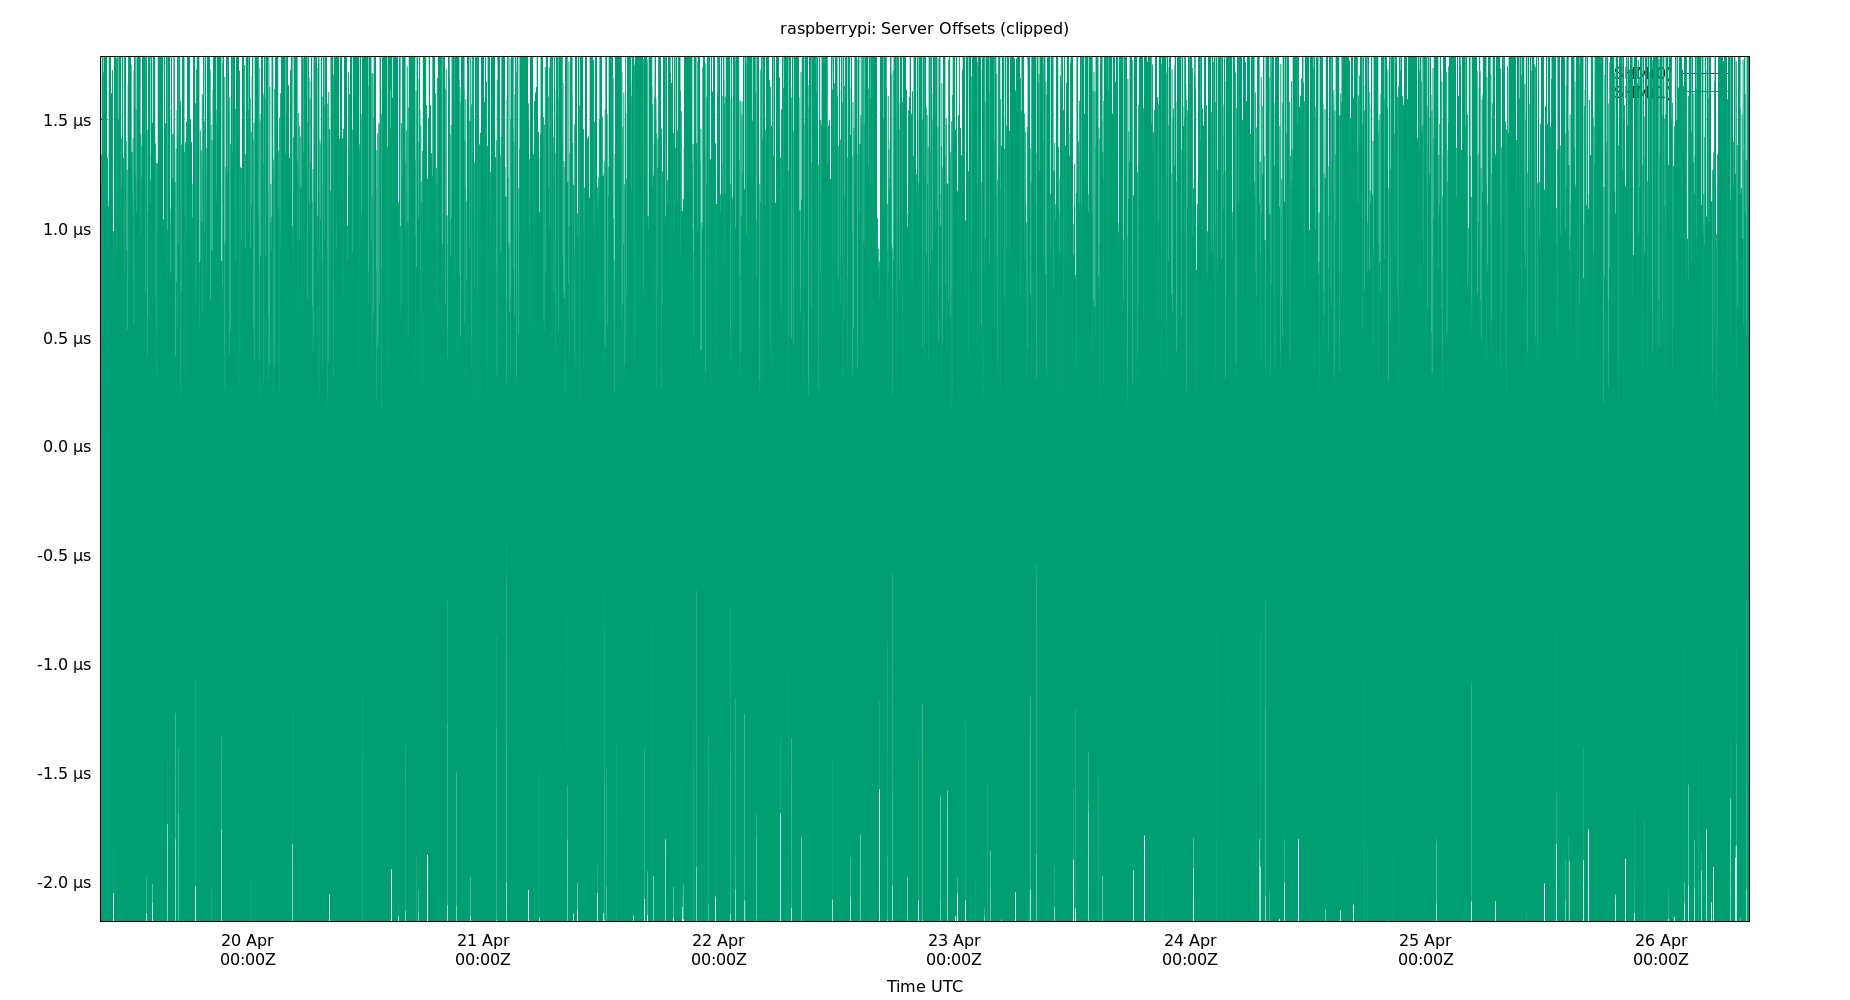 raspberrypi: Server Offsets (clipped)
SHM(0)
1.5 µs
1.0 µs
0.5 µs
0.0 µs
-0.5 µs
-1.0 µs
-1.5 µs
-2.0 µs
20 Apr 21 Apr 22 Apr 23 Apr 24 Apr 25 Apr 26 Apr
00:00Z 00:00Z 00:00Z 00:00Z 00:00Z 00:00Z 00:00Z
Time UTC